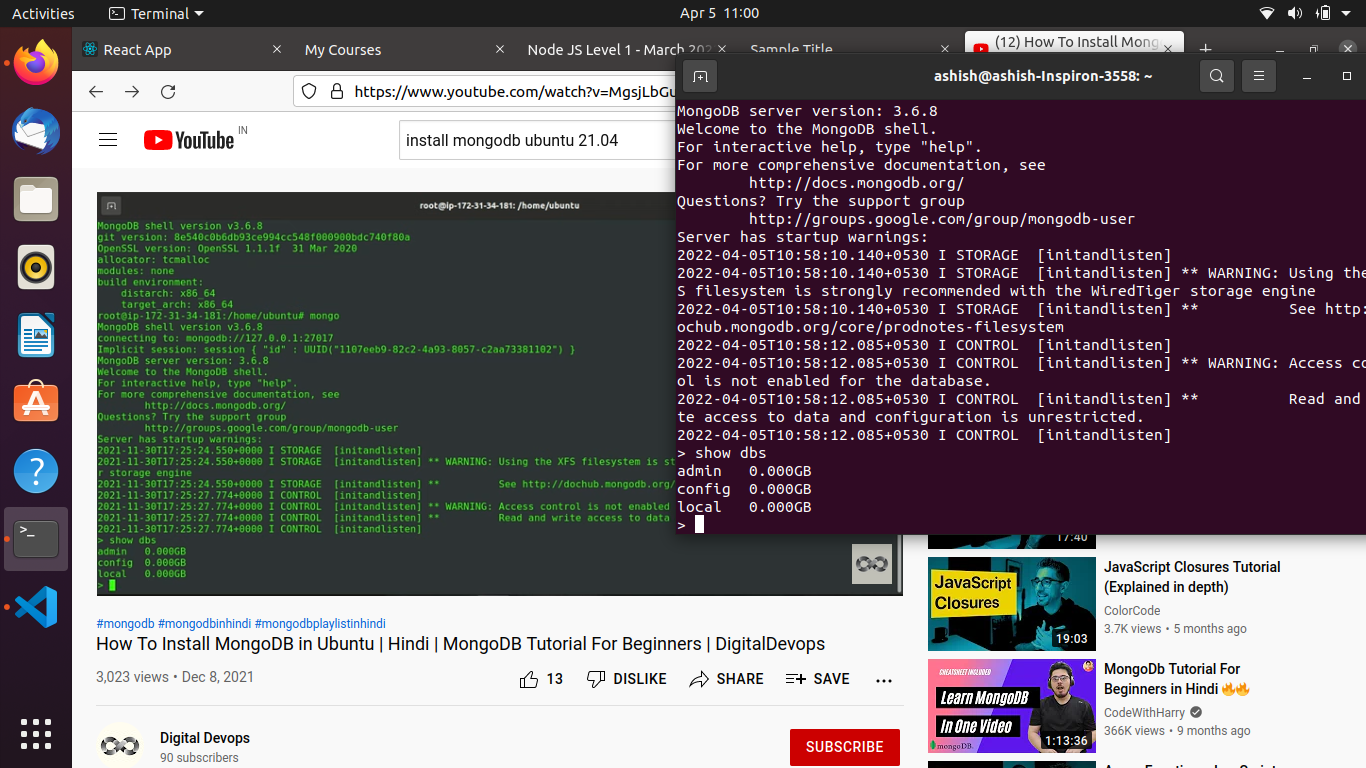 Activities
Terminal
Apr 5 11:00
React App
My Courses
Node JS Level 1 - March 202
Sample Title
(12) How To Install Mong
https://www.youtube.com/watch?v=MgsjLbGu
YouTube IN
install mongodb ubuntu 21.04
root@ip-172-31-34-181: /home/ubuntu
MongoDB shell version v3.6.8
git version: 8e540c0b6db93ce994cc548f000900bdc740f80a
OpenSSL version: OpenSSL 1.1.1f  31 Mar 2020
allocator: tcmalloc
modules: none
build environment:
    distarch: x86_64
    target_arch: x86_64
root@ip-172-31-34-181:/home/ubuntu# mongo
MongoDB shell version v3.6.8
connecting to: mongodb://127.0.0.1:27017
Implicit session: session { "id" : UUID("1107eeb9-82c2-4a93-8057-c2aa73381102") }
MongoDB server version: 3.6.8
Welcome to the MongoDB shell.
For interactive help, type "help".
For more comprehensive documentation, see
        http://docs.mongodb.org/
Questions? Try the support group
        http://groups.google.com/group/mongodb-user
Server has startup warnings:
2021-11-30T17:25:24.550+0000 I STORAGE  [initandlisten]
2021-11-30T17:25:24.550+0000 I STORAGE  [initandlisten] ** WARNING: Using the XFS filesystem is st
r storage engine
2021-11-30T17:25:24.550+0000 I STORAGE  [initandlisten] **          See http://dochub.mongodb.org/
2021-11-30T17:25:27.774+0000 I CONTROL  [initandlisten]
2021-11-30T17:25:27.774+0000 I CONTROL  [initandlisten] ** WARNING: Access control is not enabled
2021-11-30T17:25:27.774+0000 I CONTROL  [initandlisten] **          Read and write access to data
2021-11-30T17:25:27.774+0000 I CONTROL  [initandlisten]
> show dbs
admin   0.000GB
config  0.000GB
local   0.000GB
>
ashish@ashish-Inspiron-3558: ~
MongoDB server version: 3.6.8
Welcome to the MongoDB shell.
For interactive help, type "help".
For more comprehensive documentation, see
        http://docs.mongodb.org/
Questions? Try the support group
        http://groups.google.com/group/mongodb-user
Server has startup warnings:
2022-04-05T10:58:10.140+0530 I STORAGE  [initandlisten]
2022-04-05T10:58:10.140+0530 I STORAGE  [initandlisten] ** WARNING: Using the
S filesystem is strongly recommended with the WiredTiger storage engine
2022-04-05T10:58:10.140+0530 I STORAGE  [initandlisten] **          See http:
ochub.mongodb.org/core/prodnotes-filesystem
2022-04-05T10:58:12.085+0530 I CONTROL  [initandlisten]
2022-04-05T10:58:12.085+0530 I CONTROL  [initandlisten] ** WARNING: Access co
ol is not enabled for the database.
2022-04-05T10:58:12.085+0530 I CONTROL  [initandlisten] **          Read and
te access to data and configuration is unrestricted.
2022-04-05T10:58:12.085+0530 I CONTROL  [initandlisten]
> show dbs
admin   0.000GB
config  0.000GB
local   0.000GB
>
#mongodb #mongodbinhindi #mongodbplaylistinhindi
How To Install MongoDB in Ubuntu | Hindi | MongoDB Tutorial For Beginners | DigitalDevops
3,023 views • Dec 8, 2021
13
DISLIKE
SHARE
SAVE
Digital Devops
90 subscribers
SUBSCRIBE
17:40
JavaScript
Closures
19:03
JavaScript Closures Tutorial
(Explained in depth)
ColorCode
3.7K views • 5 months ago
CHEATSHEET INCLUDED
Learn MongoDB
In One Video
mongoDB.
1:13:36
MongoDb Tutorial For
Beginners in Hindi 🔥🔥
CodeWithHarry
366K views • 9 months ago